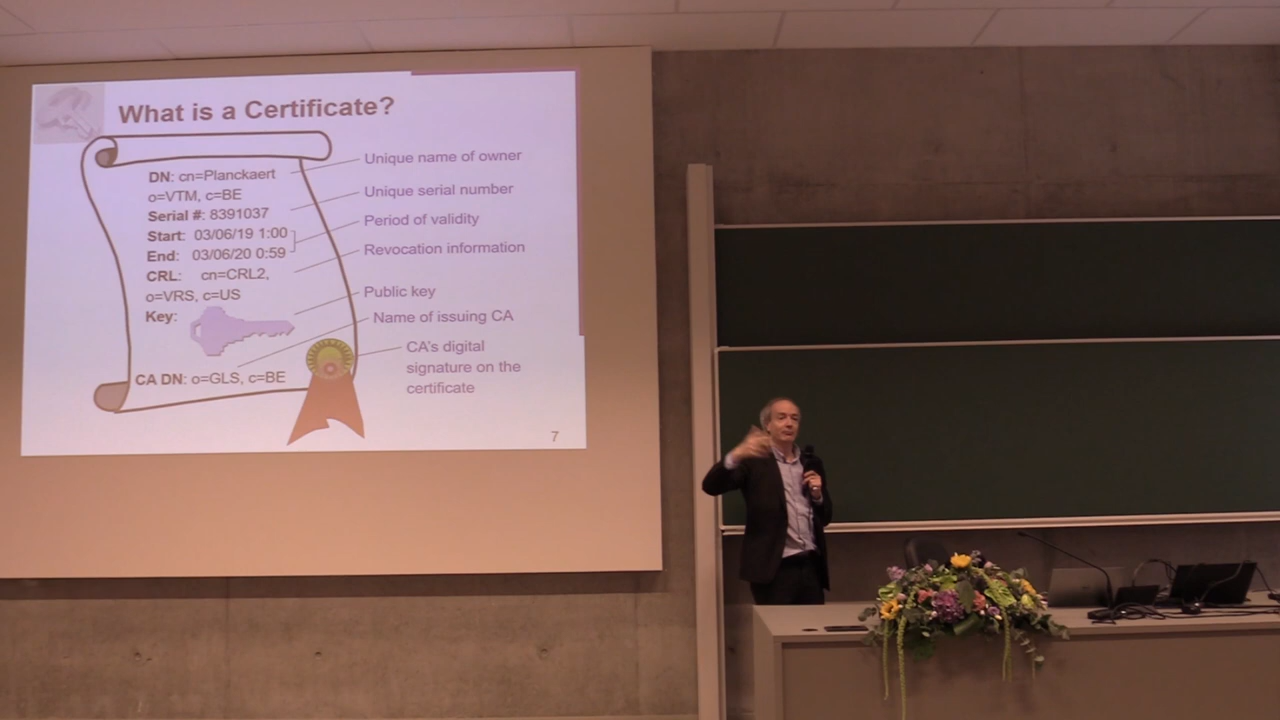 What is a Certificate?
DN: cn=Planckaert
o=VTM, c=BE
Serial #: 8391037
Start: 03/06/19 1:00
End: 03/06/20 0:59
CRL: cn=CRL2,
o=VRS, c=US
Key:
CA DN: o=GLS, c=BE
Unique name of owner
Unique serial number
Period of validity
Revocation information
Public key
Name of issuing CA
CA's digital
signature on the
certificate
7